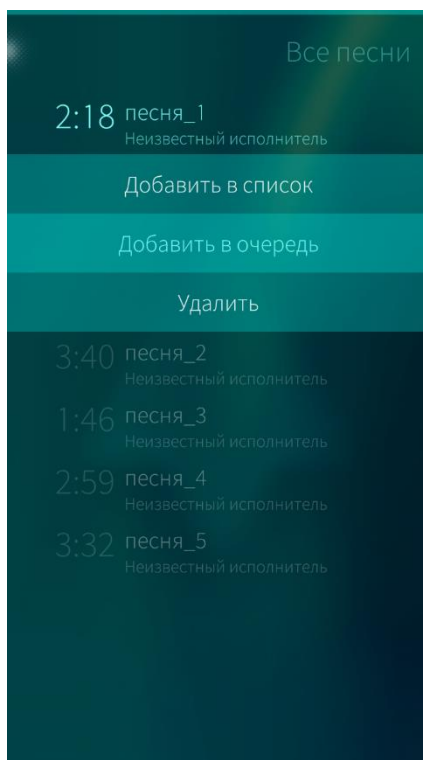 Все песни
2:18 песня_1
Неизвестный исполнитель
Добавить в список
Добавить в очередь
Удалить
3:40 песня_2
Неизвестный исполнитель
1:46 песня_3
Неизвестный исполнитель
2:59 песня_4
Неизвестный исполнитель
3:32 песня_5
Неизвестный исполнитель